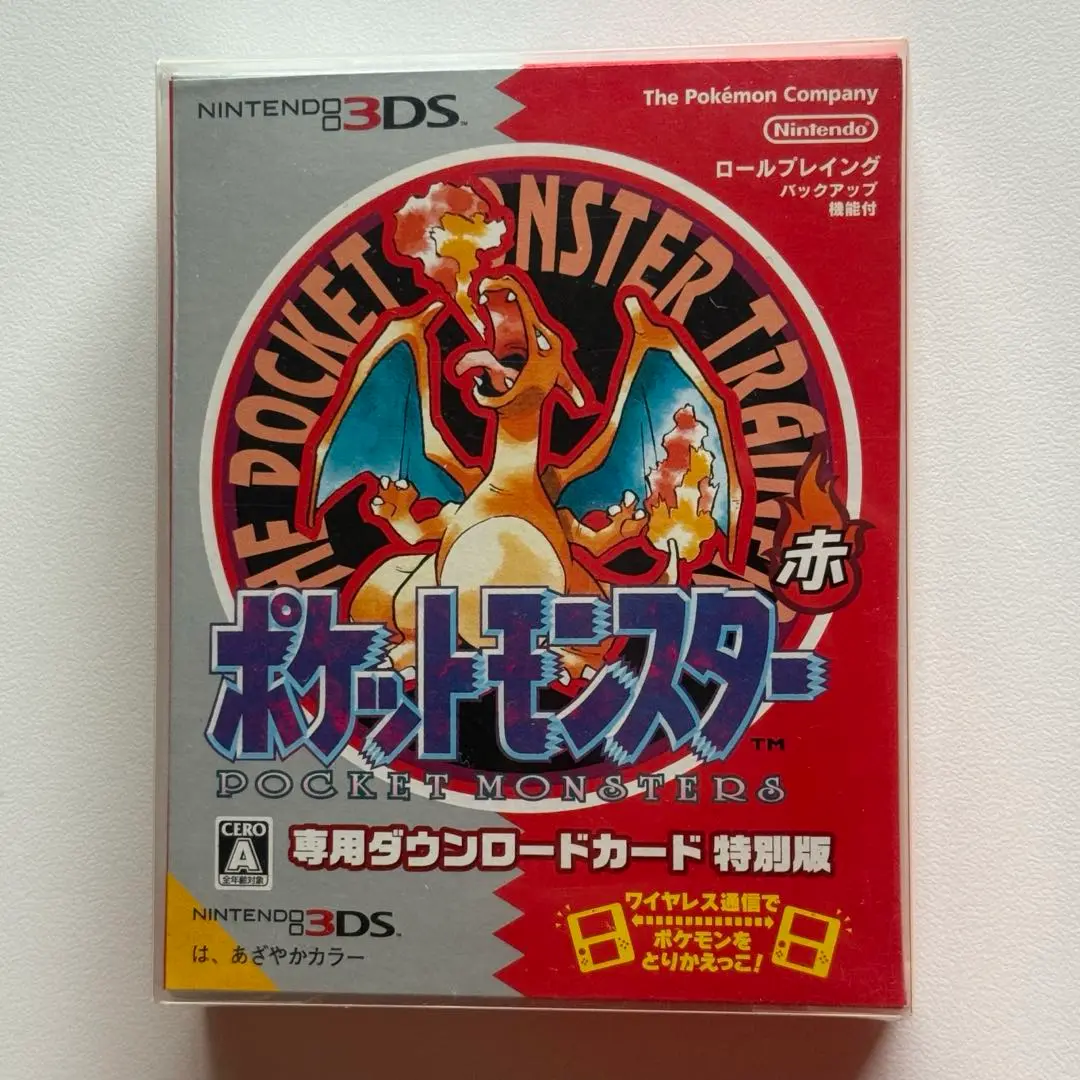 NINTENDO 3DS™
The Pokémon Company
Nintendo®
ロールプレイング
バックアップ
機能付
THE POCKET MONSTER TRAINER
赤
ポケットモンスター
TM
POCKET MONSTERS
CERO
A
全年齢対象
専用ダウンロードカード 特別版
NINTENDO 3DS™
は、あざやかカラー
ワイヤレス通信で
ポケモンを
とりかえっこ!